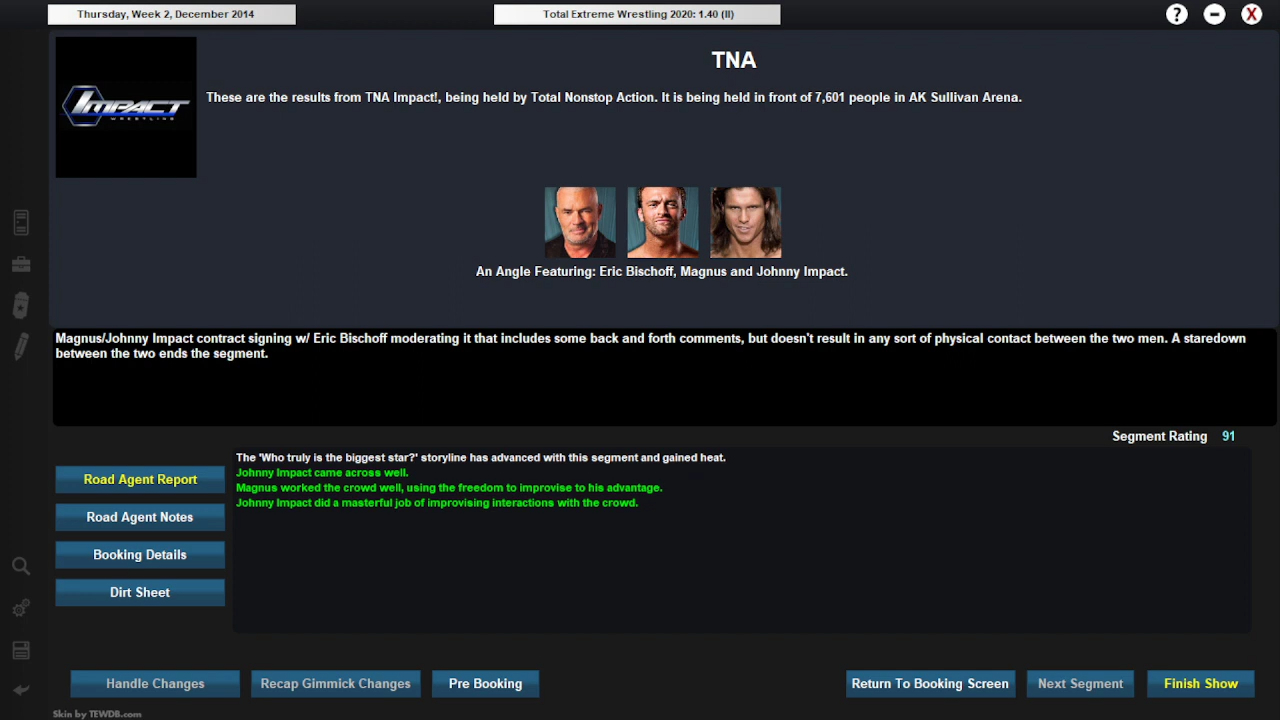 Thursday, Week 2, December 2014
Total Extreme Wrestling 2020: 1.40 (II)
?
X
TNA
IMPACT
WRESTLING
These are the results from TNA Impact!, being held by Total Nonstop Action. It is being held in front of 7,601 people in AK Sullivan Arena.
An Angle Featuring: Eric Bischoff, Magnus and Johnny Impact.
Magnus/Johnny Impact contract signing w/ Eric Bischoff moderating it that includes some back and forth comments, but doesn't result in any sort of physical contact between the two men. A staredown
between the two ends the segment.
Segment Rating 91
The 'Who truly is the biggest star?' storyline has advanced with this segment and gained heat.
Johnny Impact came across well.
Magnus worked the crowd well, using the freedom to improvise to his advantage.
Johnny Impact did a masterful job of improvising interactions with the crowd.
Road Agent Report
Road Agent Notes
Booking Details
Dirt Sheet
Handle Changes
Recap Gimmick Changes
Pre Booking
Return To Booking Screen
Next Segment
Finish Show
Skin by TEWDB.com